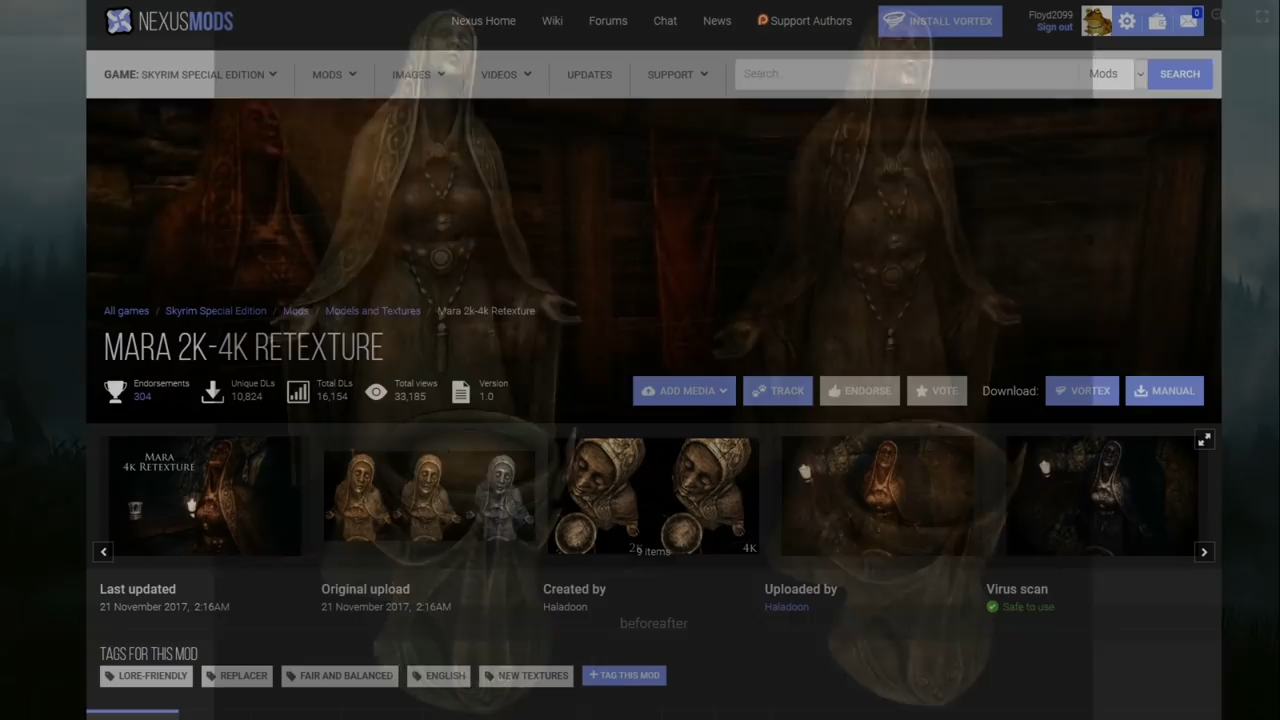 NEXUSMODS
Nexus Home Wiki Forums Chat News Support Authors INSTALL VORTEX Floyd2099 Sign out 0
GAME: SKYRIM SPECIAL EDITION MODS IMAGES VIDEOS UPDATES SUPPORT Search... Mods SEARCH
All games / Skyrim Special Edition / Mods / Models and Textures / Mara 2k-4k Retexture
MARA 2K-4K RETEXTURE
Endorsements Unique DLs Total DLs Total views Version
304 10,824 16,154 33,185 1.0
ADD MEDIA TRACK ENDORSE VOTE Download: VORTEX MANUAL
MARA
4K RETEXTURE
2K 9 items 4K
Last updated Original upload Created by Uploaded by Virus scan
21 November 2017, 2:16AM 21 November 2017, 2:16AM Haladoon Haladoon Safe to use
beforeafter
TAGS FOR THIS MOD
LORE-FRIENDLY REPLACER FAIR AND BALANCED ENGLISH NEW TEXTURES + TAG THIS MOD